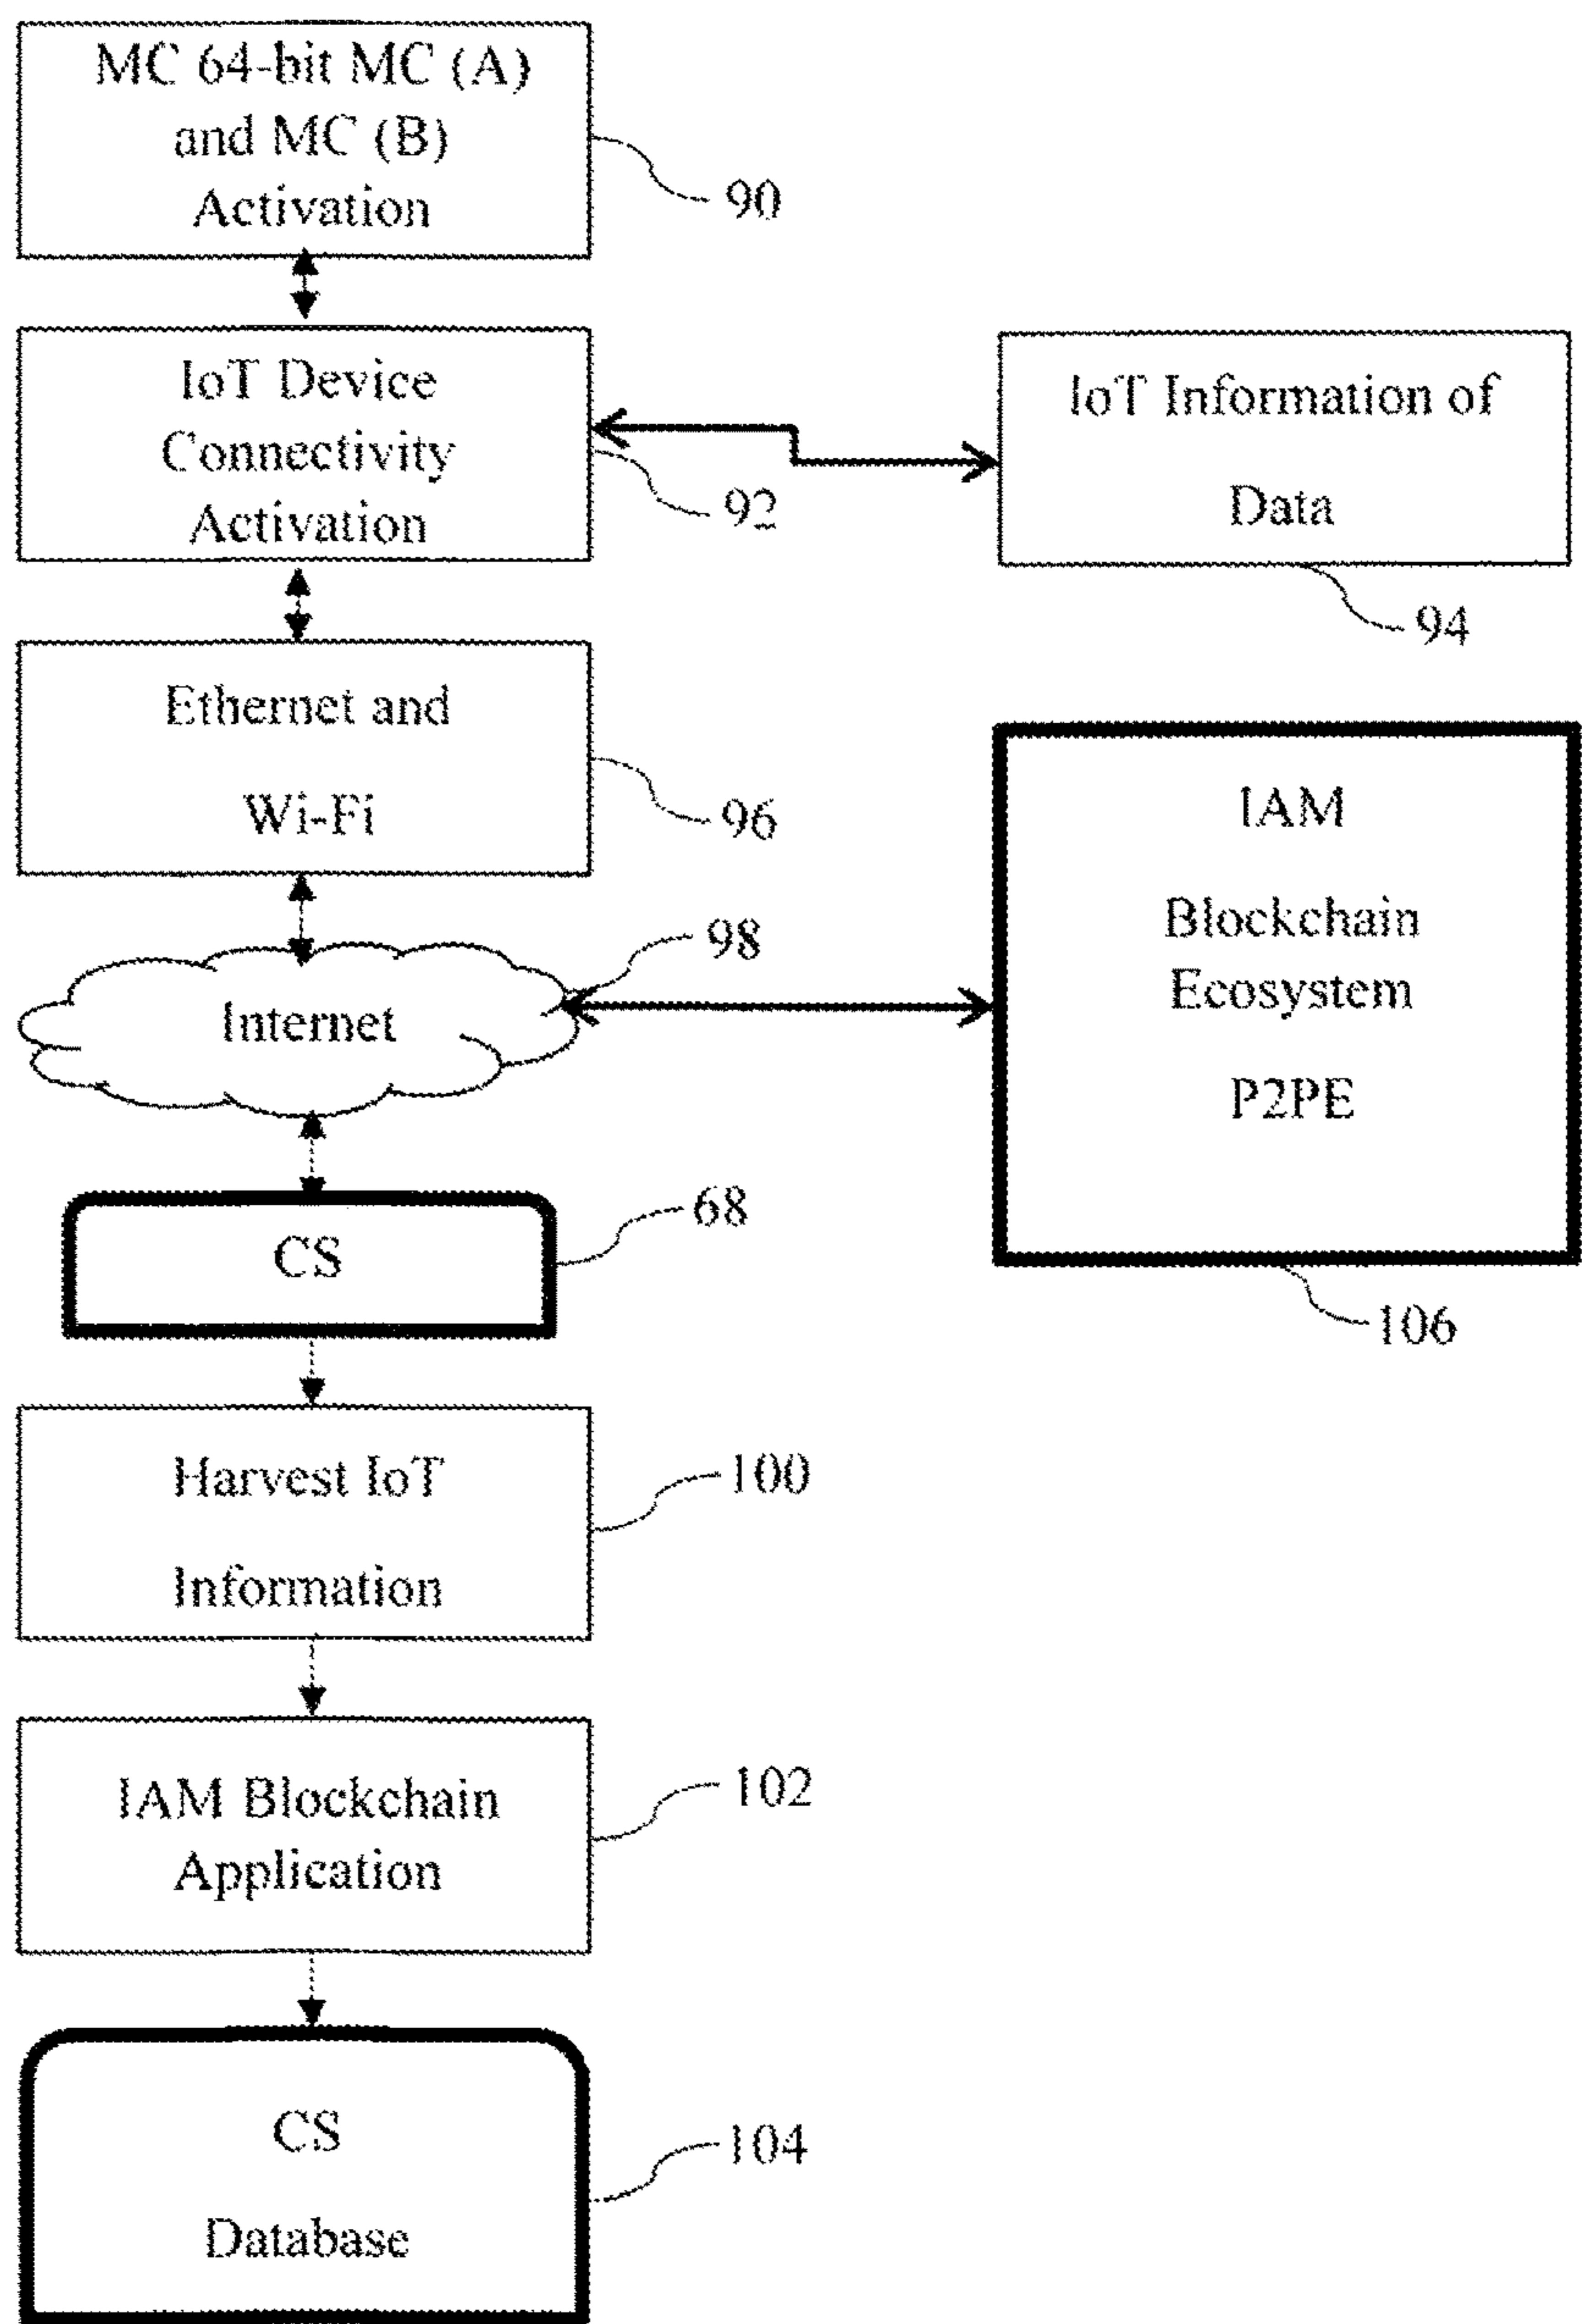 MC 64-bit MC (A)
and MC (B)
Activation
90
IoT Device
Connectivity
Activation
92
IoT Information of
Data
94
Ethernet and
Wi-Fi
96
98
Internet
IAM
Blockchain
Ecosystem
P2PE
106
CS
68
Harvest IoT
Information
100
IAM Blockchain
Application
102
CS
Database
104